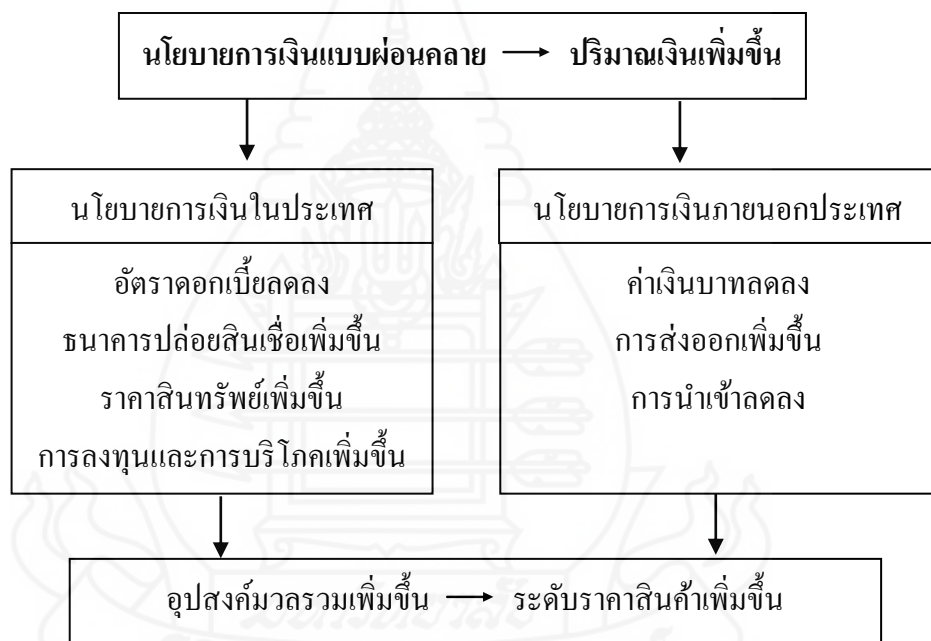 นโยบายการเงินแบบผ่อนคลาย → ปริมาณเงินเพิ่มขึ้น
นโยบายการเงินในประเทศ
อัตราดอกเบี้ยลดลง
ธนาคารปล่อยสินเชื่อเพิ่มขึ้น
ราคาสินทรัพย์เพิ่มขึ้น
การลงทุนและการบริโภคเพิ่มขึ้น
นโยบายการเงินภายนอกประเทศ
ค่าเงินบาทลดลง
การส่งออกเพิ่มขึ้น
การนำเข้าลดลง
อุปสงค์มวลรวมเพิ่มขึ้น → ระดับราคาสินค้าเพิ่มขึ้น